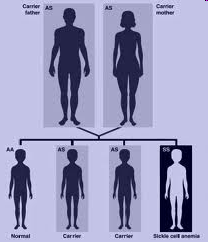 Carrier
father
AS
AS
Carrier
mother
AA
AS
AS
SS
Normal
Carrier
Carrier
Sickle cell anemia